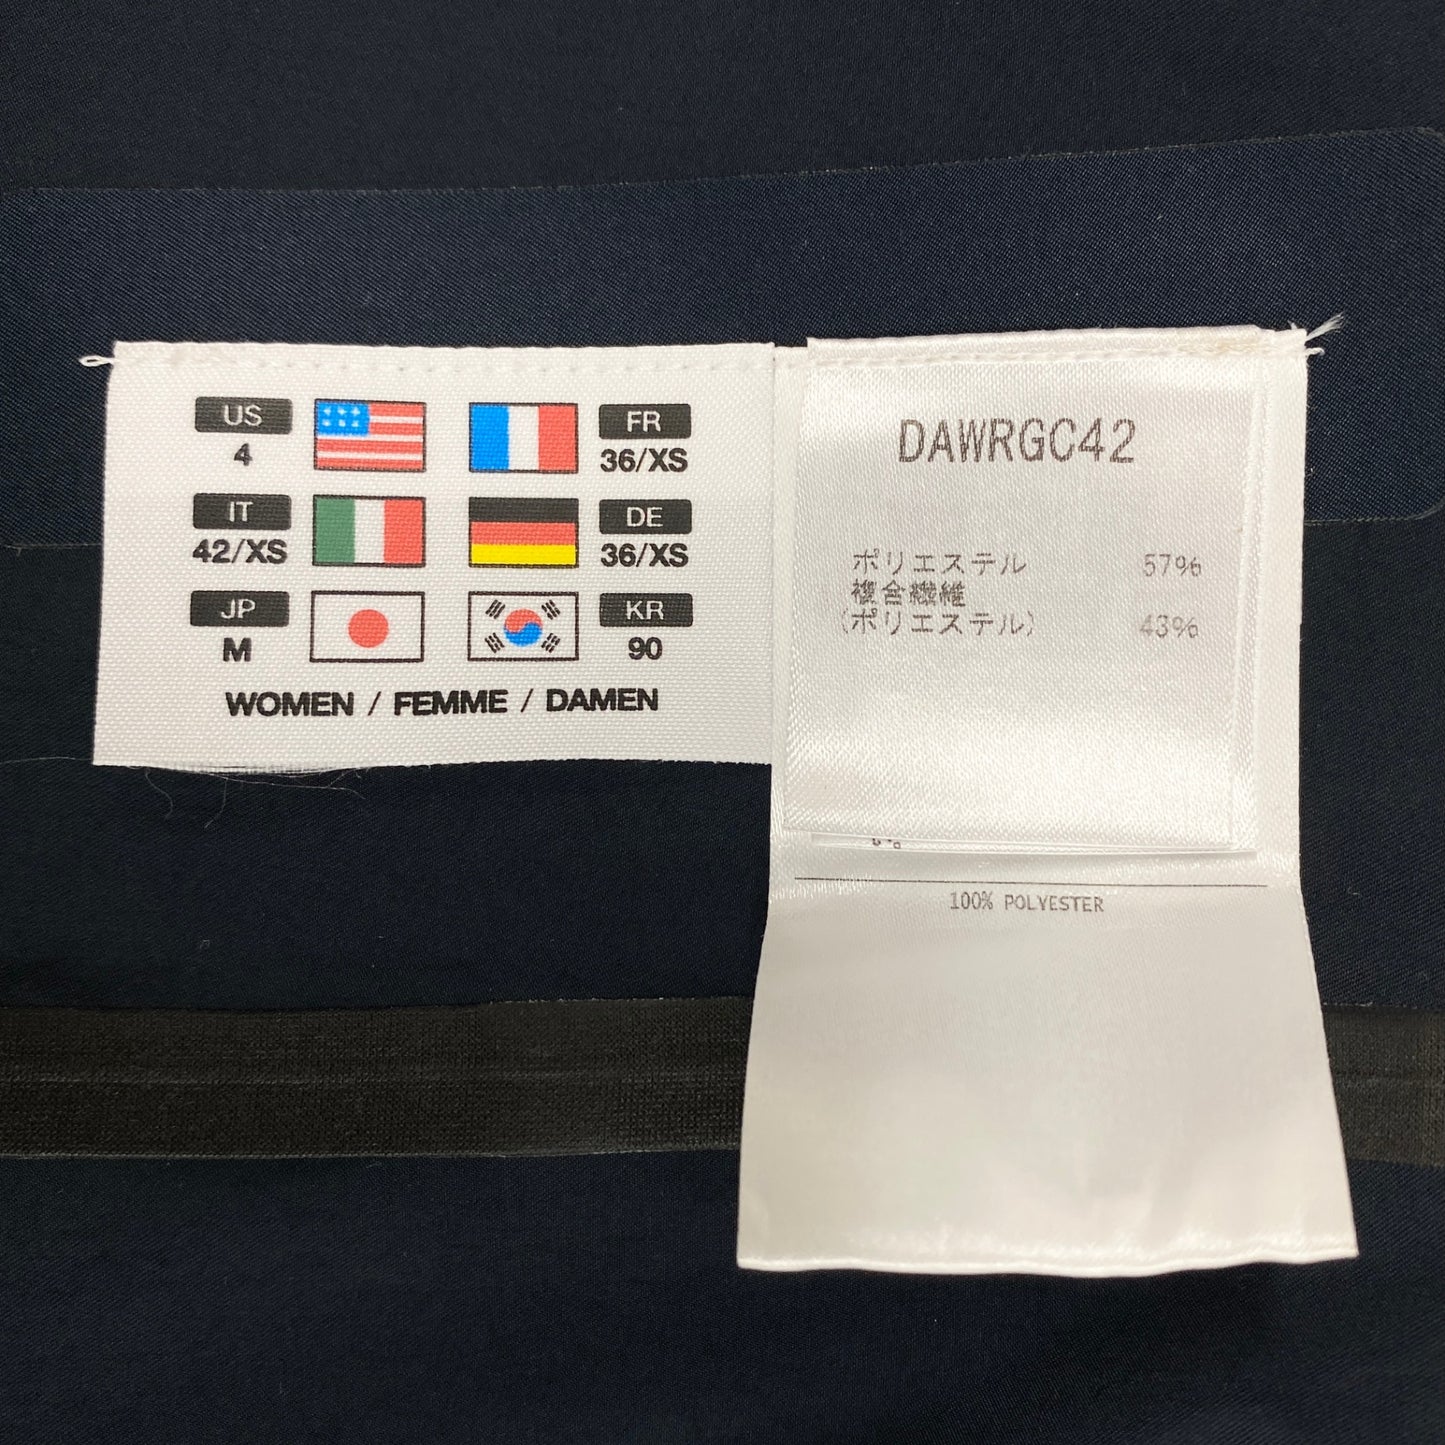 US
4
FR
36/XS
IT
42/XS
DE
36/XS
JP
M
KR
90
WOMEN / FEMME / DAMEN
DAWRGC42
ポリエステル 57%
複合繊維
(ポリエステル) 43%
100% POLYESTER